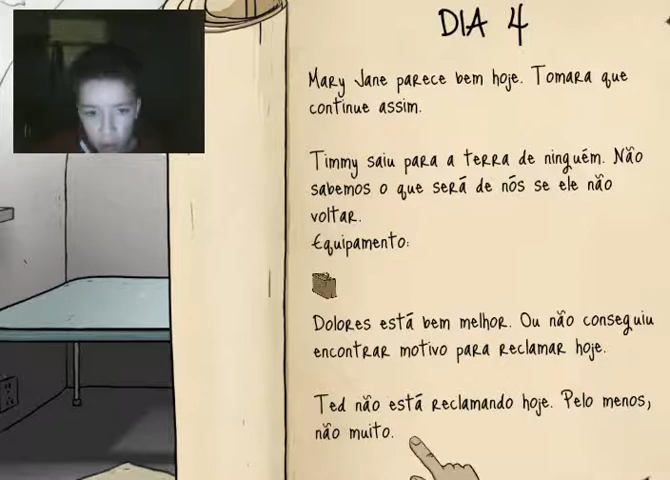 DIA 4
Mary Jane parece bem hoje. Tomara que
continue assim.
Timmy saiu para a terra de ninguém. Não
sabemos o que será de nós se ele não
voltar.
Equipamento:
Dolores está bem melhor. Ou não conseguiu
encontrar motivo para reclamar hoje.
Ted não está reclamando hoje. Pelo menos,
não muito.